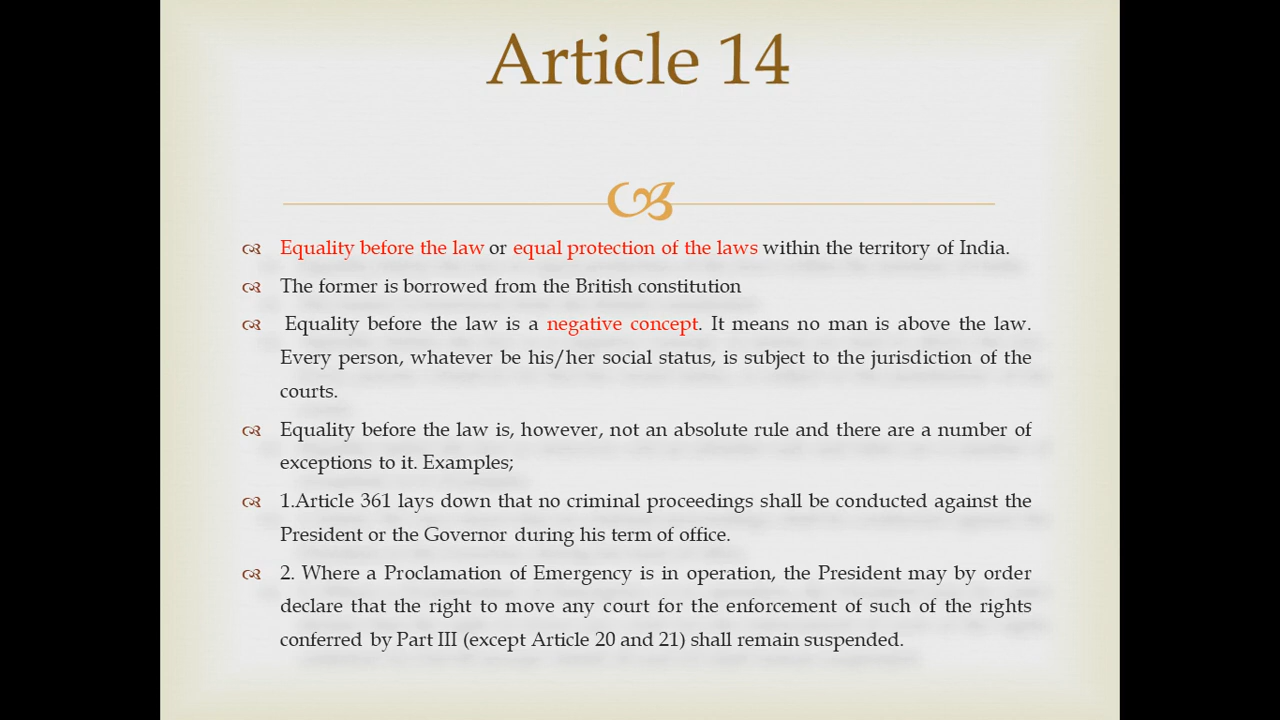 Article 14
Equality before the law or equal protection of the laws within the territory of India.
The former is borrowed from the British constitution
Equality before the law is a negative concept. It means no man is above the law.
Every person, whatever be his/her social status, is subject to the jurisdiction of the
courts.
Equality before the law is, however, not an absolute rule and there are a number of
exceptions to it. Examples;
1.Article 361 lays down that no criminal proceedings shall be conducted against the
President or the Governor during his term of office.
2. Where a Proclamation of Emergency is in operation, the President may by order
declare that the right to move any court for the enforcement of such of the rights
conferred by Part III (except Article 20 and 21) shall remain suspended.